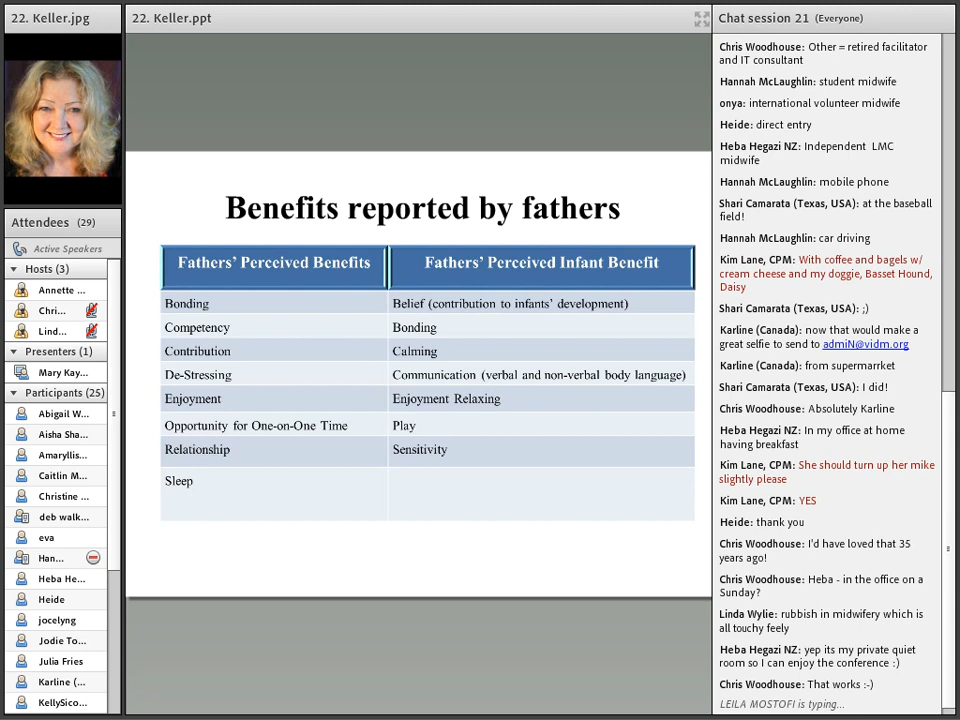 22. Keller.jpg
Attendees (29)
Active Speakers
Hosts (3)
Annette ...
Chri...
Lind...
Presenters (1)
Mary Kay...
Participants (25)
Abigail W...
Aisha Sha...
Amaryllis...
Caitlin M...
Christine ...
deb walk...
eva
Han...
Heba He...
Heide
jocelyng
Jodie To...
Julia Fries
Karline (...
KellySico...
22. Keller.ppt
Benefits reported by fathers
Fathers' Perceived Benefits Fathers' Perceived Infant Benefit
Bonding Belief (contribution to infants' development)
Competency Bonding
Contribution Calming
De-Stressing Communication (verbal and non-verbal body language)
Enjoyment Enjoyment Relaxing
Opportunity for One-on-One Time Play
Relationship Sensitivity
Sleep
Chat session 21 (Everyone)
Chris Woodhouse: Other = retired facilitator
and IT consultant
Hannah McLaughlin: student midwife
onya: international volunteer midwife
Heide: direct entry
Heba Hegazi NZ: Independent LMC
midwife
Hannah McLaughlin: mobile phone
Shari Camarata (Texas, USA): at the baseball
field!
Hannah McLaughlin: car driving
Kim Lane, CPM: With coffee and bagels w/
cream cheese and my doggie, Basset Hound,
Daisy
Shari Camarata (Texas, USA): ;)
Karline (Canada): now that would make a
great selfie to send to admiN@vidm.org
Karline (Canada): from supermarrket
Shari Camarata (Texas, USA): I did!
Chris Woodhouse: Absolutely Karline
Heba Hegazi NZ: In my office at home
having breakfast
Kim Lane, CPM: She should turn up her mike
slightly please
Kim Lane, CPM: YES
Heide: thank you
Chris Woodhouse: I'd have loved that 35
years ago!
Chris Woodhouse: Heba - in the office on a
Sunday?
Linda Wylie: rubbish in midwifery which is
all touchy feely
Heba Hegazi NZ: yep its my private quiet
room so I can enjoy the conference :)
Chris Woodhouse: That works :-)
LEILA MOSTOFI is typing...